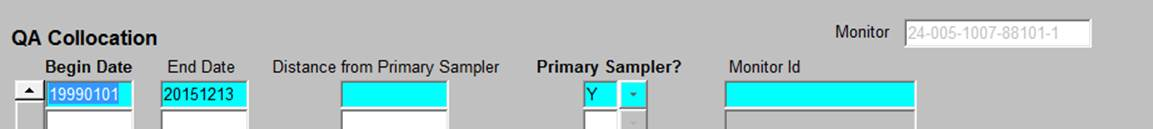 Monitor 24-005-1007-88101-1
QA Collocation
Begin Date End Date Distance from Primary Sampler Primary Sampler? Monitor Id
19990101 20151213 Y